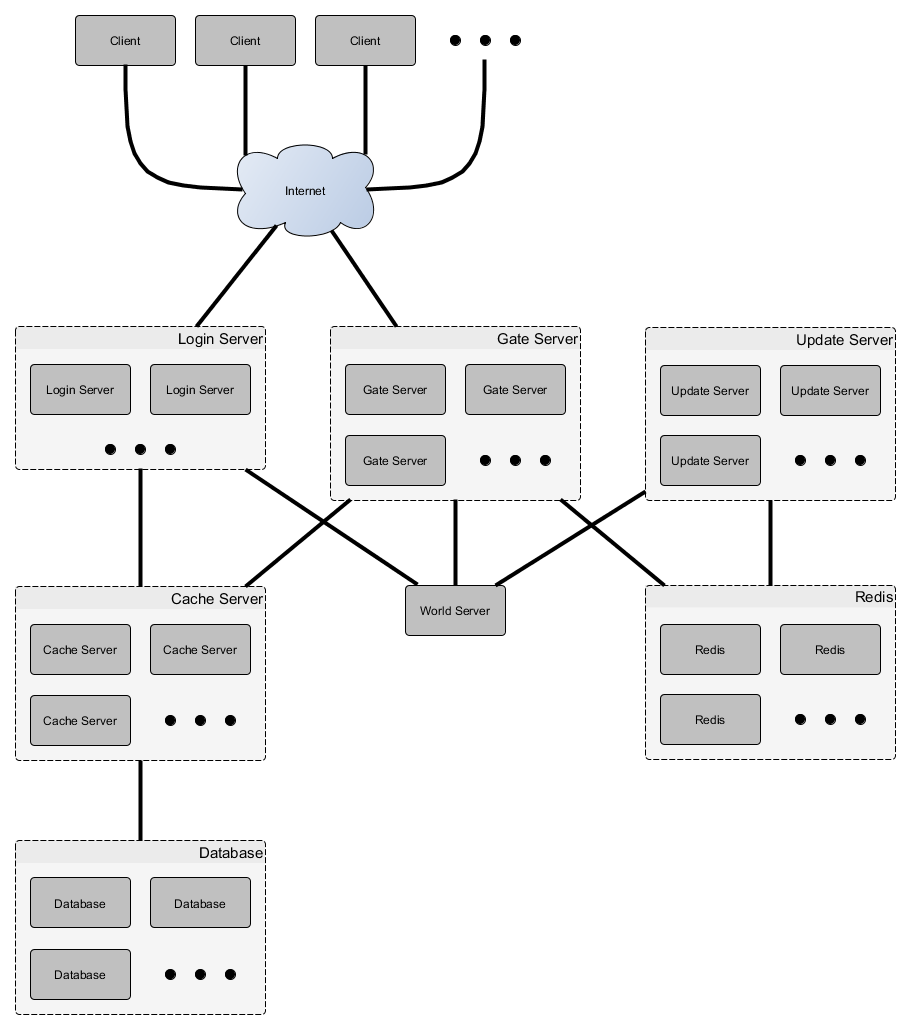 Client
Client
Client
Internet
Login Server
Login Server
Login Server
Gate Server
Gate Server
Gate Server
Gate Server
Update Server
Update Server
Update Server
Update Server
Cache Server
Cache Server
Cache Server
Cache Server
World Server
Redis
Redis
Redis
Redis
Database
Database
Database
Database